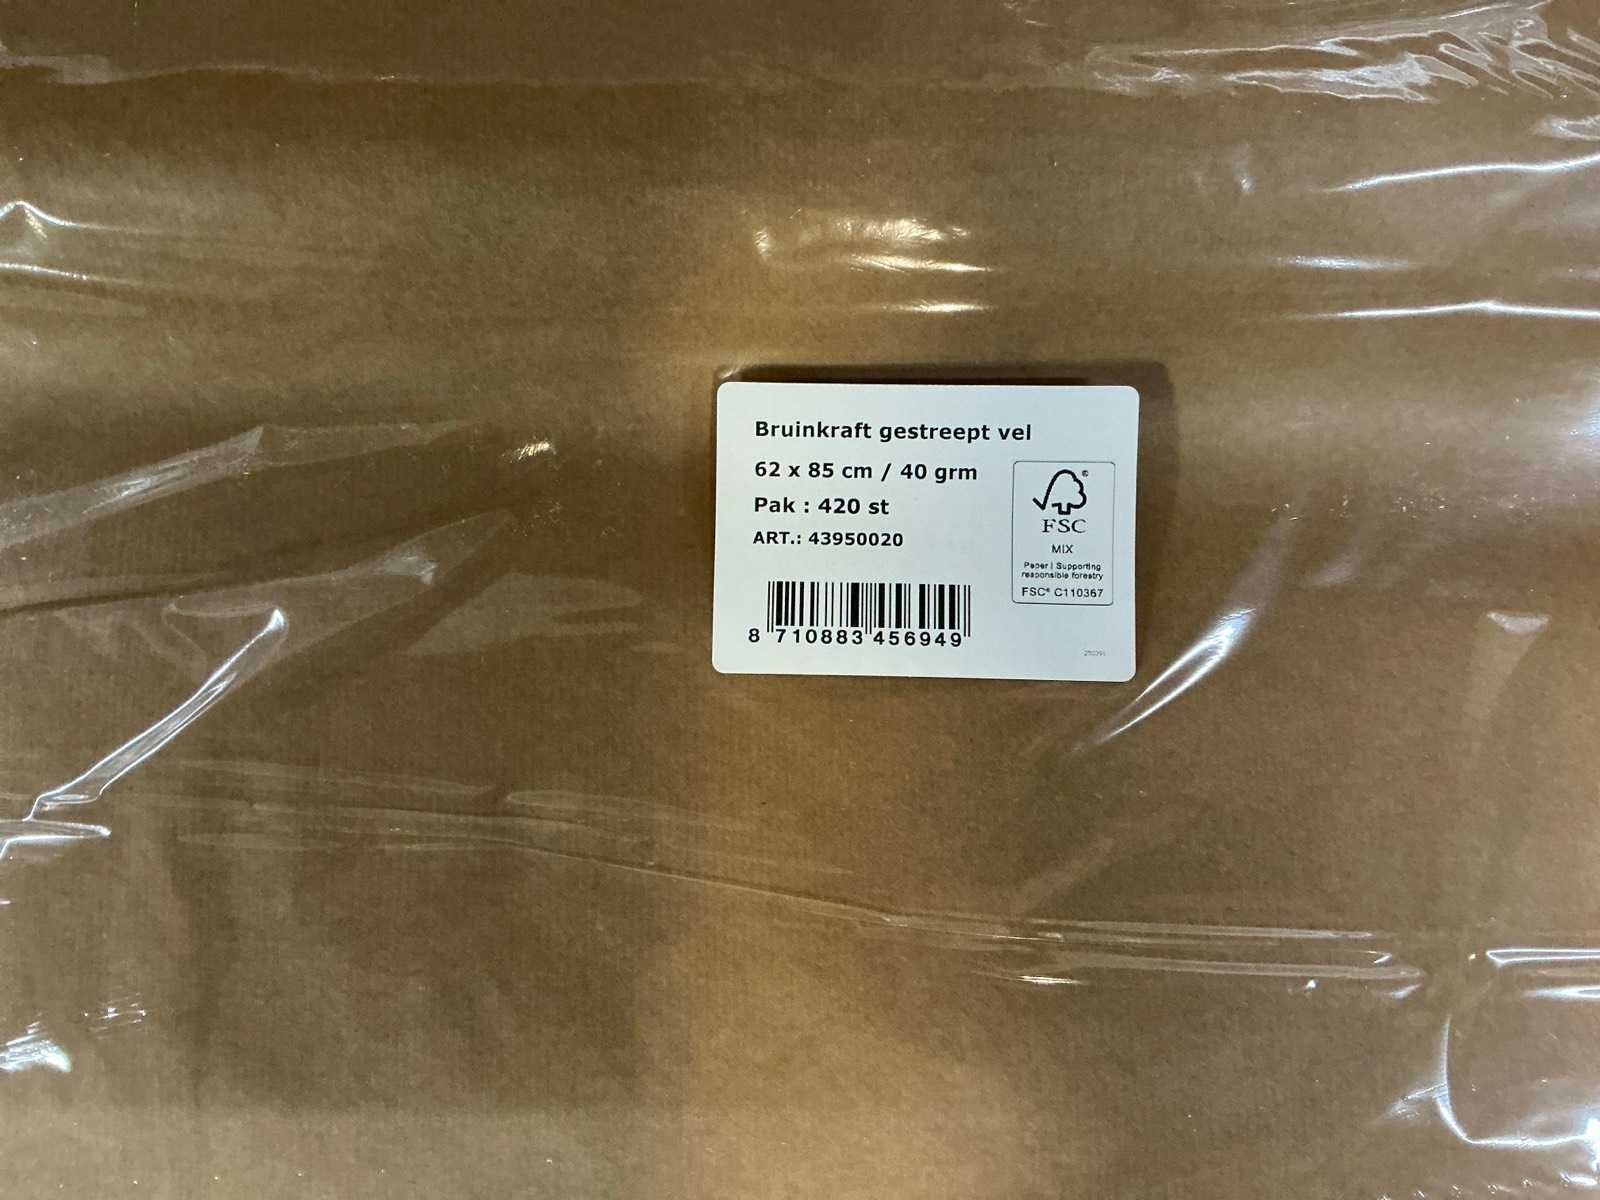 Bruinkraft gestreept vel
62 x 85 cm / 40 grm
Pak : 420 st
ART.: 43950020
®
FSC
MIX
Paper | Supporting
responsible forestry
FSC® C110367
8 710883 456949